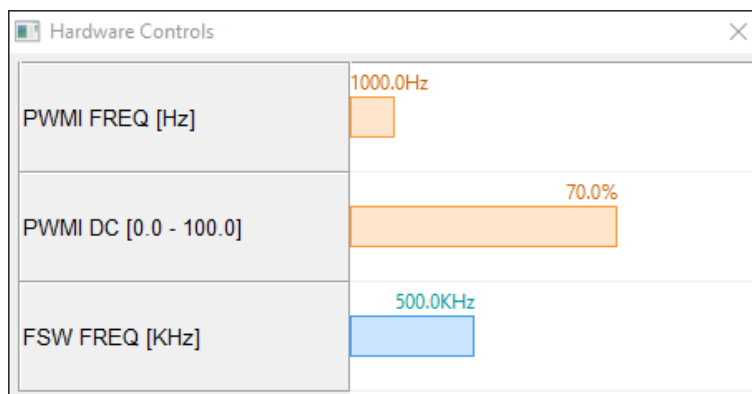 Hardware Controls
1000.0Hz
PWMI FREQ [Hz]
70.0%
PWMI DC [0.0 - 100.0]
500.0KHz
FSW FREQ [KHz]